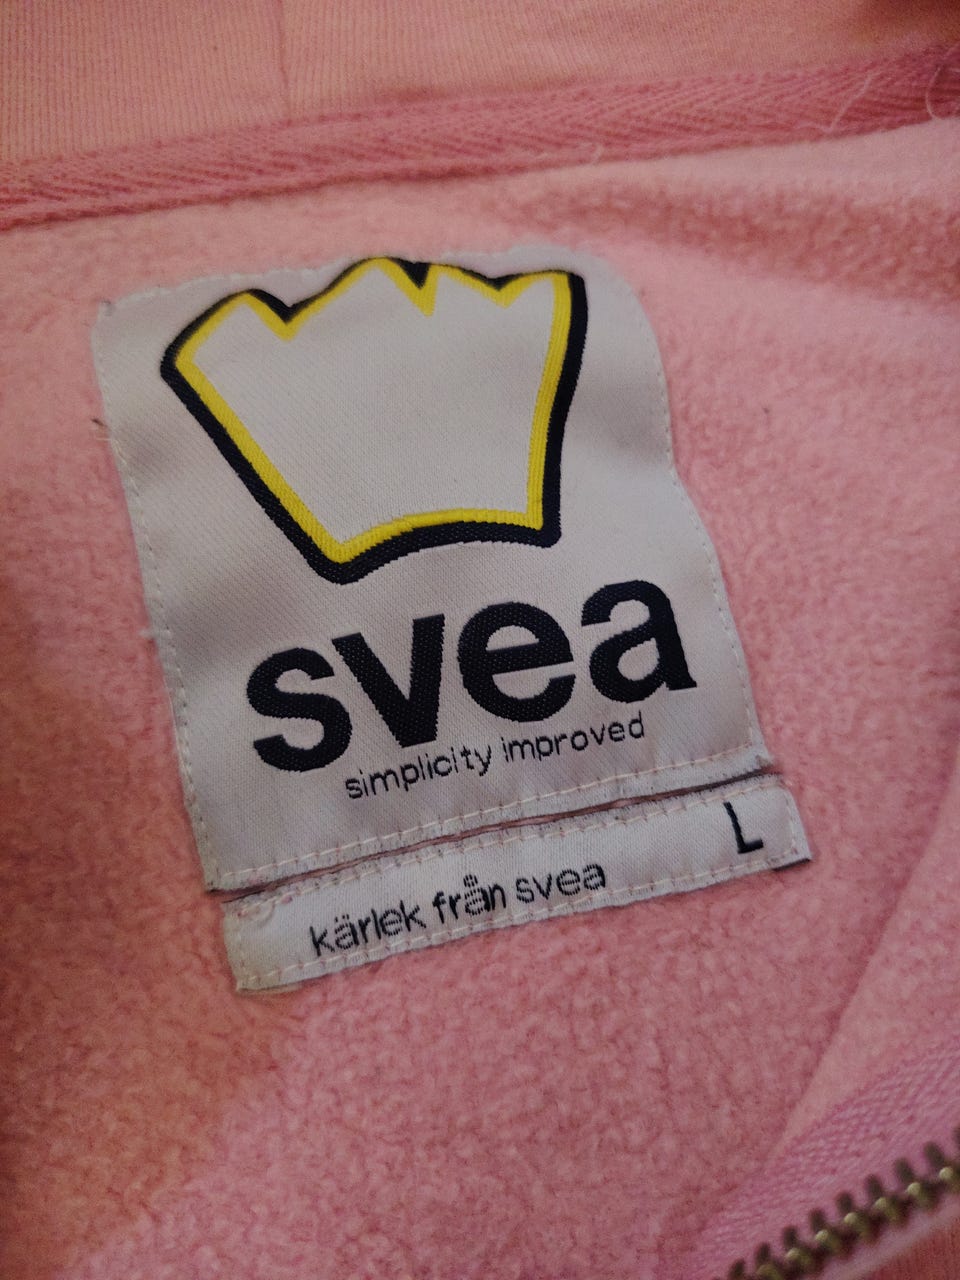 svea
simplicity improved
L
kärlek från svea